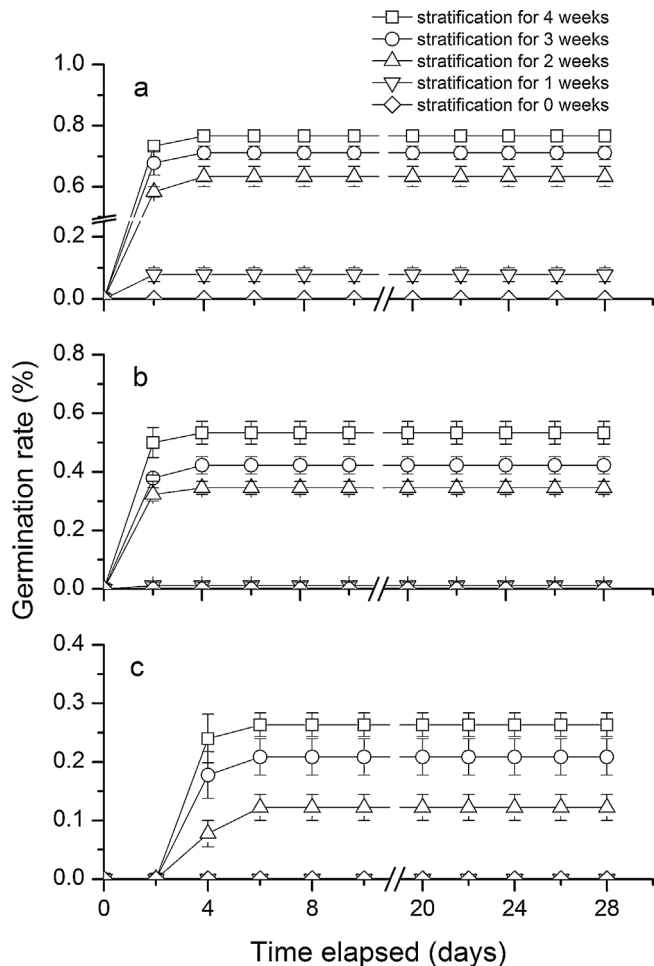 stratification for 4 weeks
stratification for 3 weeks
stratification for 2 weeks
stratification for 1 weeks
stratification for 0 weeks
a
1.0
0.8
0.6
0.2
0.0
b
0.8
0.6
0.4
0.2
0.0
c
0.4
0.3
0.2
0.1
0.0
Germination rate (%)
0 4 8 20 24 28
Time elapsed (days)